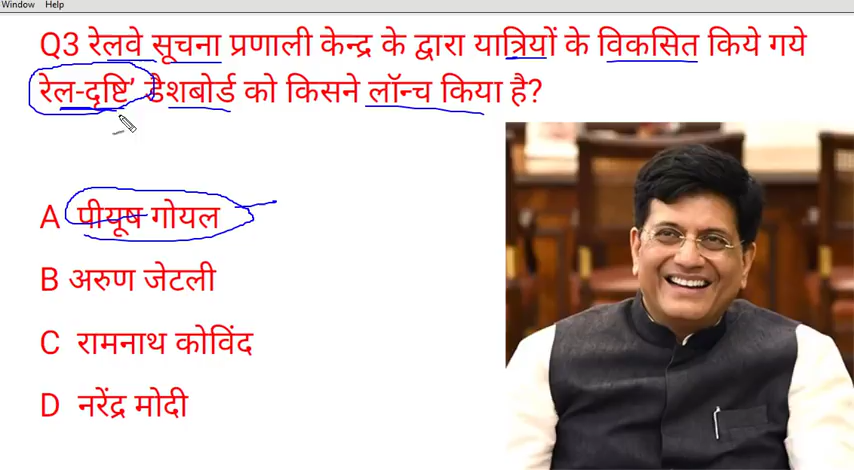 Window Help
Q3 रेलवे सूचना प्रणाली केन्द्र के द्वारा यात्रियों के विकसित किये गये
रेल-दृष्टि’ डेशबोर्ड को किसने लॉन्च किया है?
A पीयूष गोयल
B अरुण जेटली
C रामनाथ कोविंद
D नरेंद्र मोदी